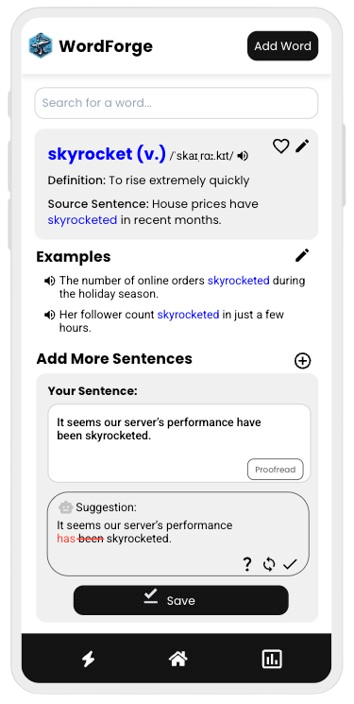 WordForge
Add Word
Search for a word...
skyrocket (v.) /ˈskaɪˌrɑː.kɪt/
Definition: To rise extremely quickly
Source Sentence: House prices have
skyrocketed in recent months.
Examples
The number of online orders skyrocketed during
the holiday season.
Her follower count skyrocketed in just a few
hours.
Add More Sentences
Your Sentence:
It seems our server's performance have
been skyrocketed.
Proofread
Suggestion:
It seems our server's performance
has been skyrocketed.
?
Save